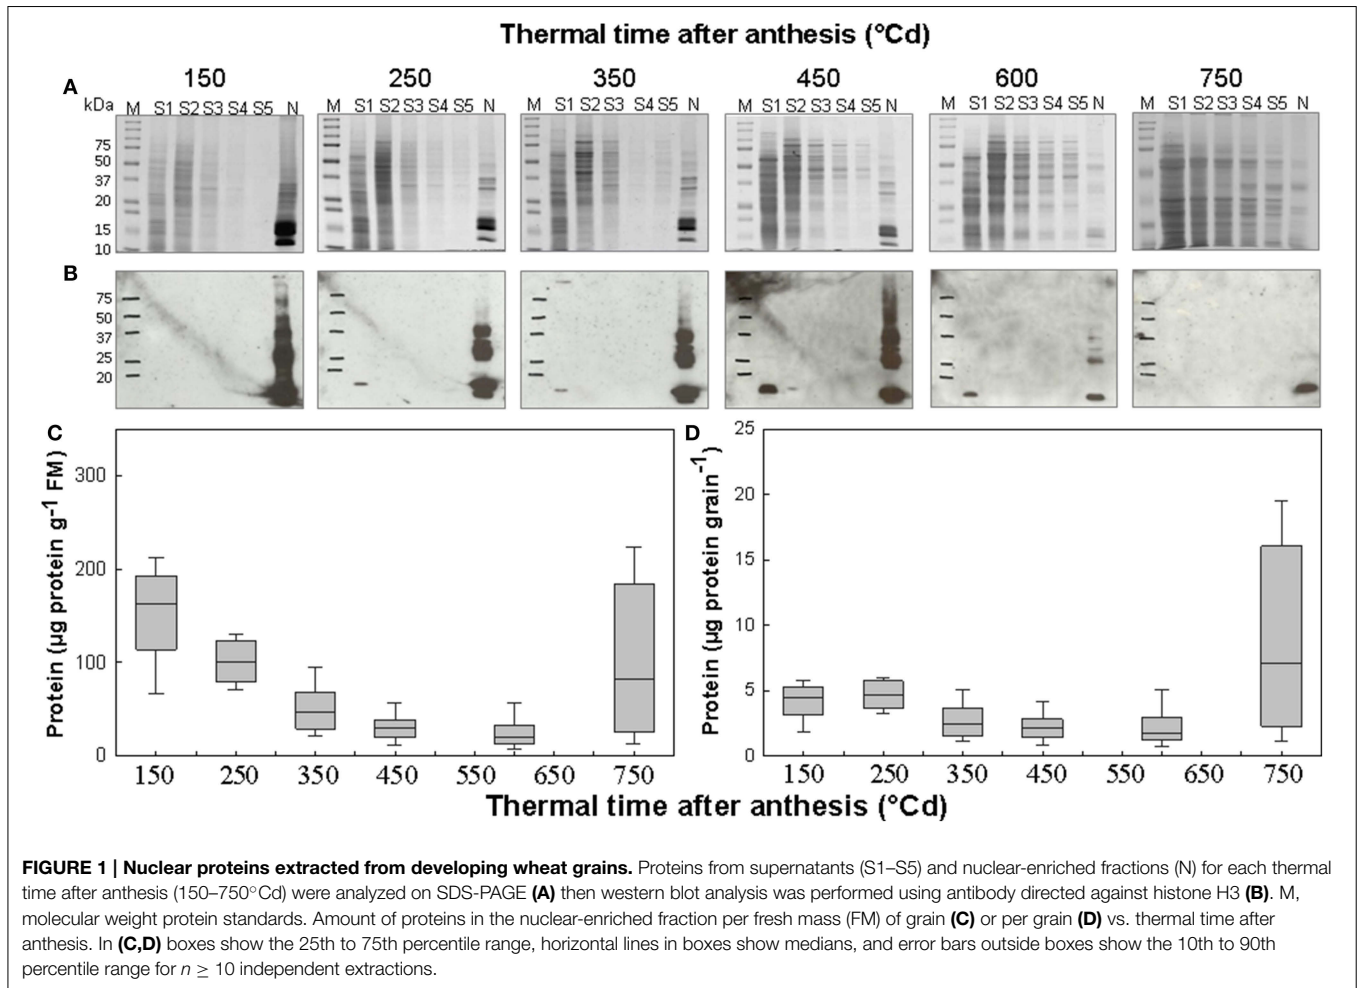 Thermal time after anthesis (°Cd)
150 250 350 450 600 750
A
kDa M S1 S2 S3 S4 S5 N M S1 S2 S3 S4 S5 N M S1 S2 S3 S4 S5 N M S1 S2 S3 S4 S5 N M S1 S2 S3 S4 S5 N M S1 S2 S3 S4 S5 N
75
50
37
20
15
10
B
75
50
37
25
20
C
Protein (µg protein g⁻¹ FM)
300
200
100
0
150 250 350 450 550 650 750
D
Protein (µg protein grain⁻¹)
25
20
15
10
5
0
150 250 350 450 550 650 750
Thermal time after anthesis (°Cd)
FIGURE 1 | Nuclear proteins extracted from developing wheat grains. Proteins from supernatants (S1–S5) and nuclear-enriched fractions (N) for each thermal
time after anthesis (150–750°Cd) were analyzed on SDS-PAGE (A) then western blot analysis was performed using antibody directed against histone H3 (B). M,
molecular weight protein standards. Amount of proteins in the nuclear-enriched fraction per fresh mass (FM) of grain (C) or per grain (D) vs. thermal time after
anthesis. In (C,D) boxes show the 25th to 75th percentile range, horizontal lines in boxes show medians, and error bars outside boxes show the 10th to 90th
percentile range for n ≥ 10 independent extractions.